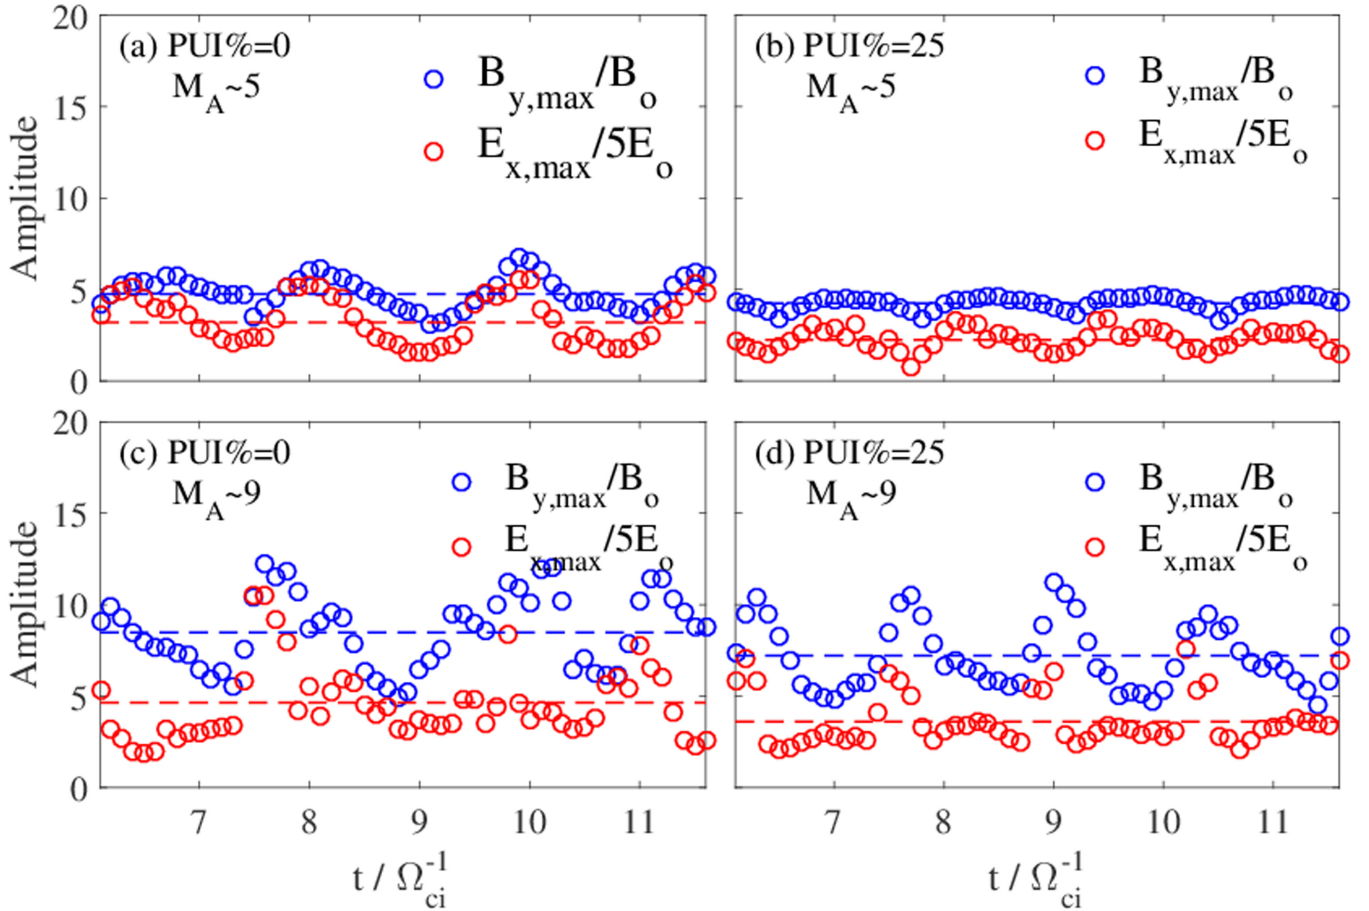 20
15
10
5
0
Amplitude
(a) PUI%=0
M_A~5
B_y,max/B_o
E_x,max/5E_o
(b) PUI%=25
M_A~5
B_y,max/B_o
E_x,max/5E_o
20
15
10
5
0
Amplitude
(c) PUI%=0
M_A~9
B_y,max/B_o
E_x,max/5E_o
(d) PUI%=25
M_A~9
B_y,max/B_o
E_x,max/5E_o
7 8 9 10 11
7 8 9 10 11
t / Ω_ci^-1
t / Ω_ci^-1